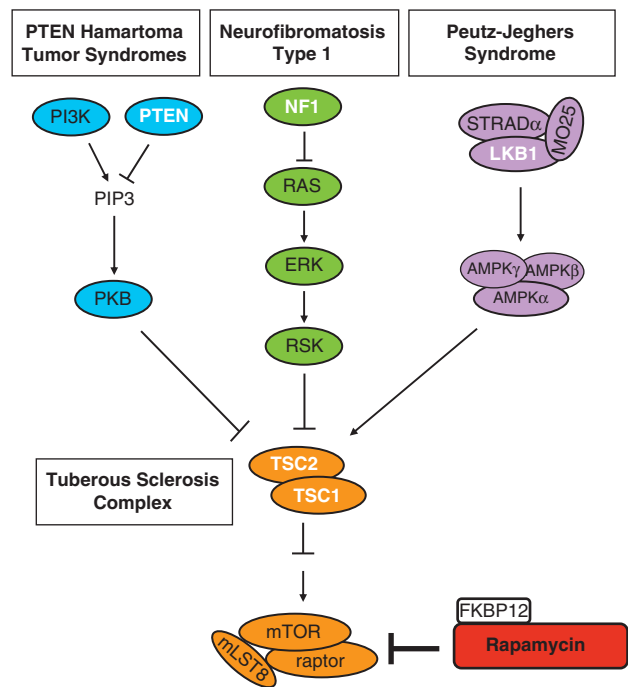 PTEN Hamartoma
Tumor Syndromes
Neurofibromatosis
Type 1
Peutz-Jeghers
Syndrome
PI3K
PTEN
PIP3
PKB
NF1
RAS
ERK
RSK
STRADα
MO25
LKB1
AMPKγ
AMPKβ
AMPKα
Tuberous Sclerosis
Complex
TSC2
TSC1
mTOR
mLST8
raptor
FKBP12
Rapamycin